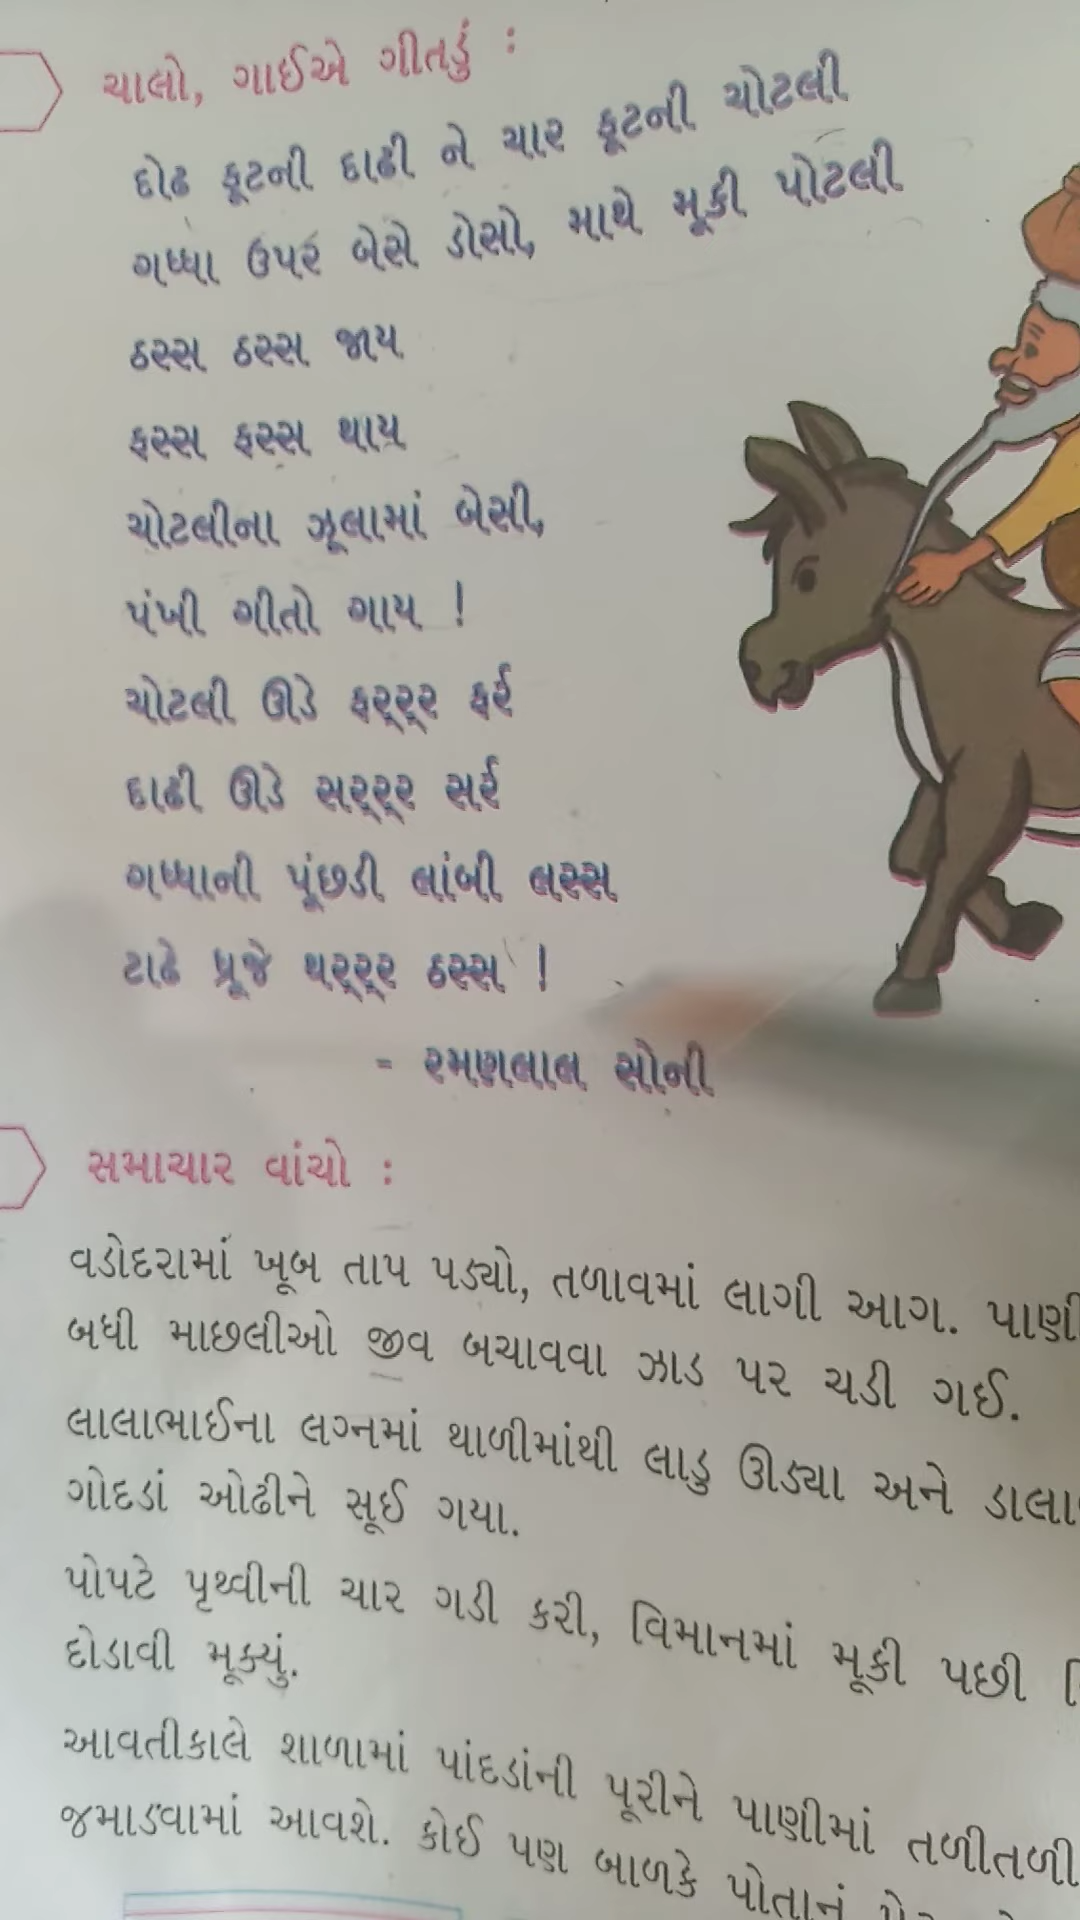 ચાલો, ગાઈએ ગીતડું :
દોઢ ફૂટની દાઢી ને ચાર ફૂટની ચોટલી
ગધ્ધા ઉપર બેસે ડોસો, માથે મૂકી પોટલી
ઠસ્સ ઠસ્સ જાય
ફસ્સ ફસ્સ થાય
ચોટલીના ઝૂલામાં બેસી,
પંખી ગીતો ગાય !
ચોટલી ઊડે ફર્‌ર્‌ર ફર્ર
દાઢી ઊડે સર્‌ર્‌ર સર્ર
ગધ્ધાની પૂંછડી લાંબી લસ્સ
ટાઢે ધ્રૂજે થર્‌ર્‌ર ઠસ્સ !
- રમણલાલ સોની
સમાચાર વાંચો :
વડોદરામાં ખૂબ તાપ પડ્યો, તળાવમાં લાગી આગ. પાણી
બધી માછલીઓ જીવ બચાવવા ઝાડ પર ચડી ગઈ.
લાલાભાઈના લગ્નમાં થાળીમાંથી લાડુ ઊડ્યા અને
ગોદડાં ઓઢીને સૂઈ ગયા.
પોપટે પૃથ્વીની ચાર ગડી કરી, વિમાનમાં મૂકી પછી
દોડાવી મૂક્યું.
આવતીકાલે શાળામાં પાંદડાંની પૂરીને પાણીમાં તળીતળી
જમાડવામાં આવશે. કોઈ પણ બાળકે પોતાનું